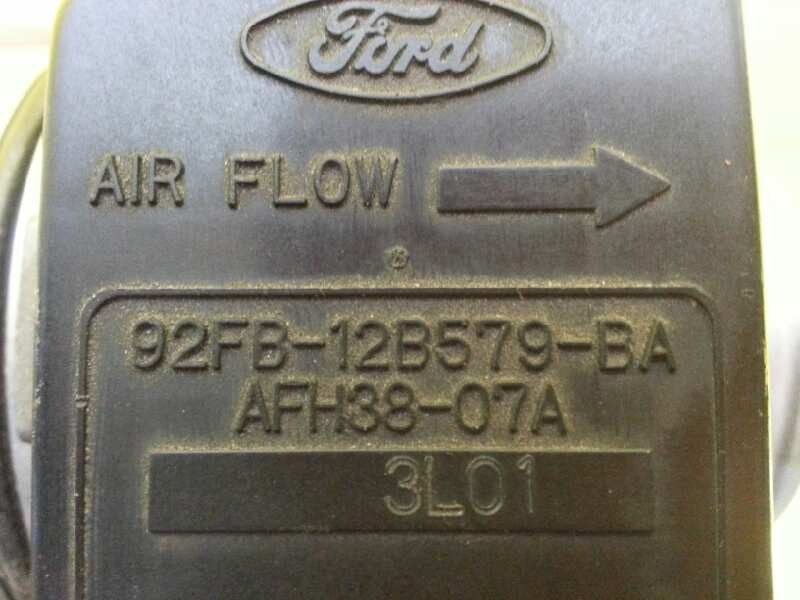 Ford
AIR FLOW
92FB-12B579-BA
AFH38-07A
3L01